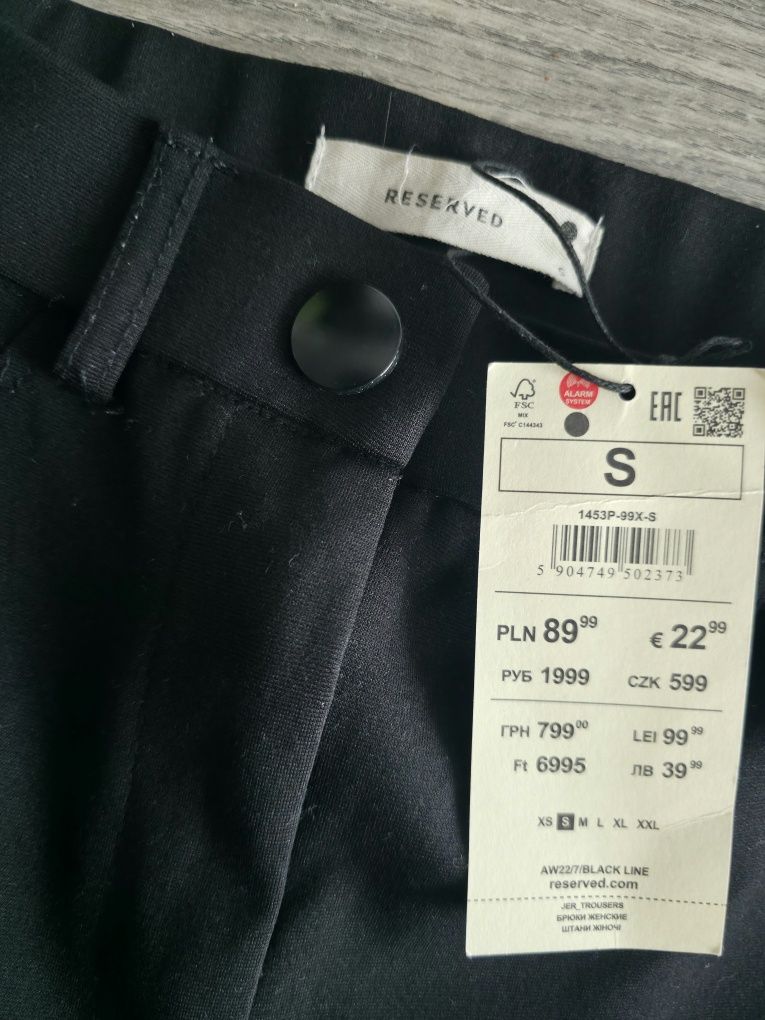 RESERVED
FSC
MIX
FSC® C144343
ALARM
SYSTEM
EAC
S
1453P-99X-S
5 904749 502373
PLN 89⁹⁹ € 22⁹⁹
РУБ 1999 CZK 599
ГРН 799⁰⁰ LEI 99⁹⁹
Ft 6995 ЛВ 39⁹⁹
XS S M L XL XXL
AW22/7/BLACK LINE
reserved.com
JER_TROUSERS
БРЮКИ ЖЕНСКИЕ
ШТАНИ ЖІНОЧІ